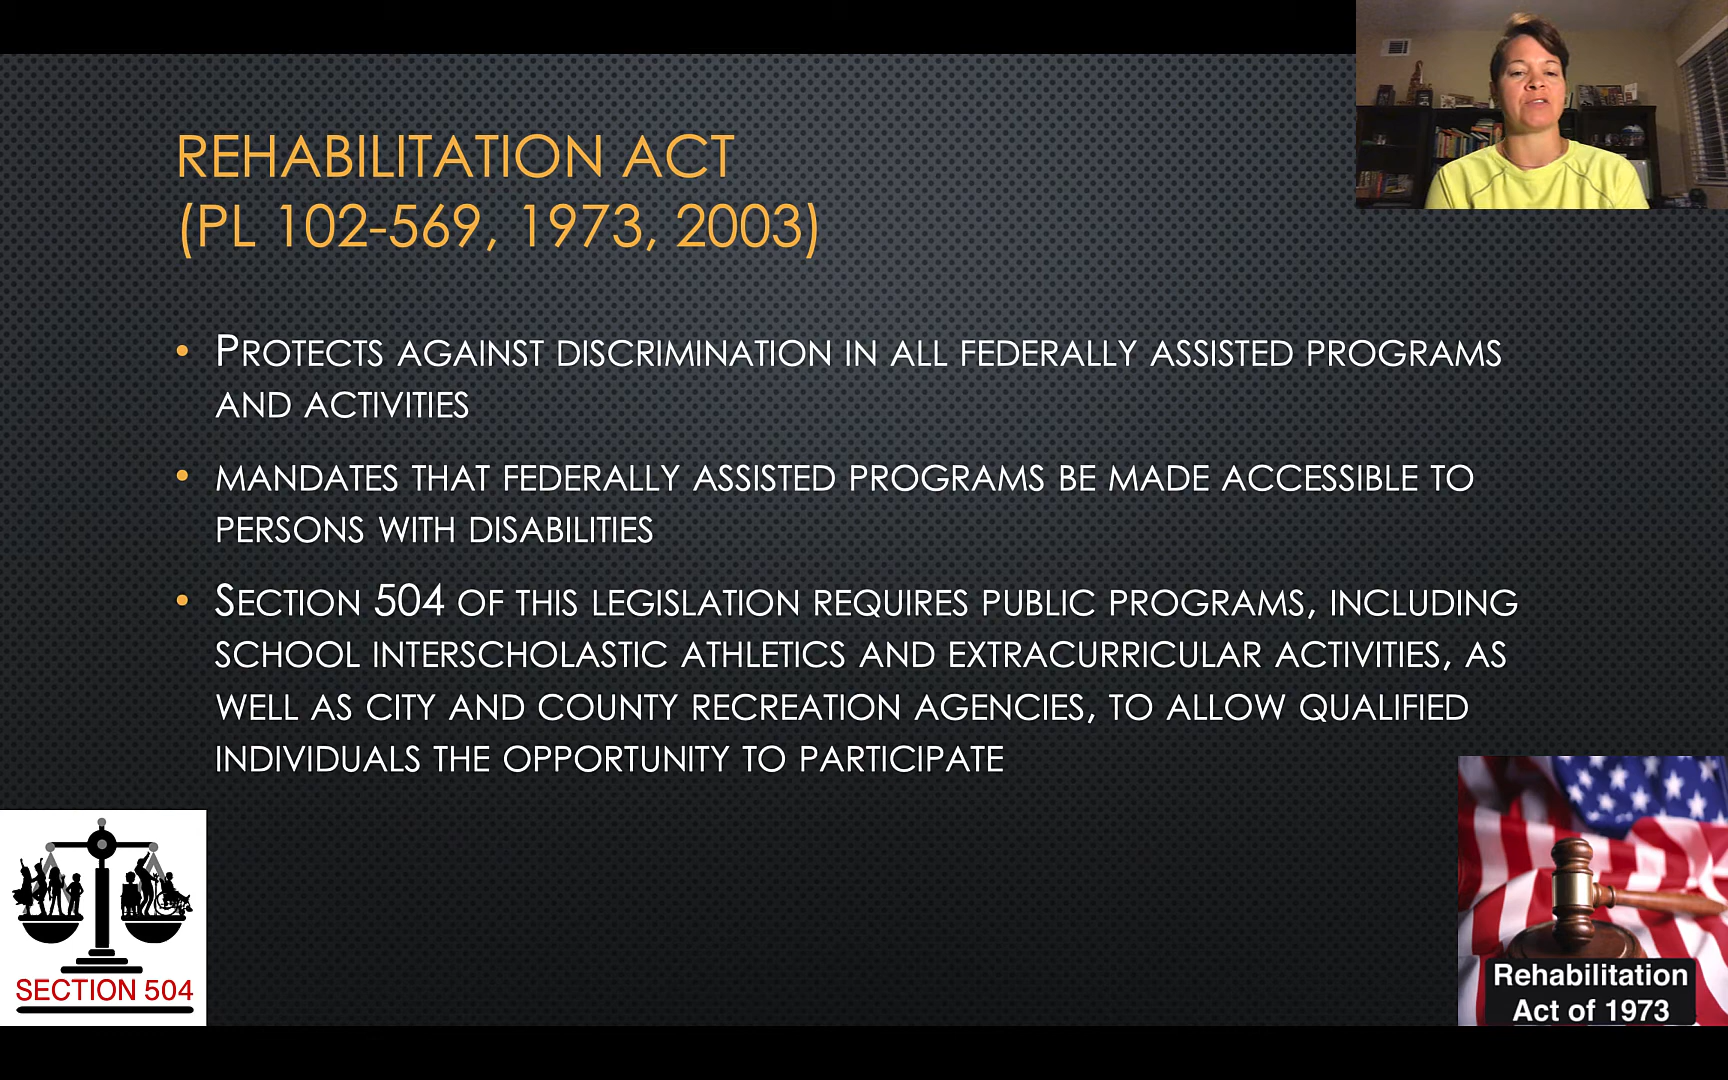 REHABILITATION ACT
(PL 102-569, 1973, 2003)
• PROTECTS AGAINST DISCRIMINATION IN ALL FEDERALLY ASSISTED PROGRAMS
AND ACTIVITIES
• MANDATES THAT FEDERALLY ASSISTED PROGRAMS BE MADE ACCESSIBLE TO
PERSONS WITH DISABILITIES
• SECTION 504 OF THIS LEGISLATION REQUIRES PUBLIC PROGRAMS, INCLUDING
SCHOOL INTERSCHOLASTIC ATHLETICS AND EXTRACURRICULAR ACTIVITIES, AS
WELL AS CITY AND COUNTY RECREATION AGENCIES, TO ALLOW QUALIFIED
INDIVIDUALS THE OPPORTUNITY TO PARTICIPATE
SECTION 504
Rehabilitation
Act of 1973